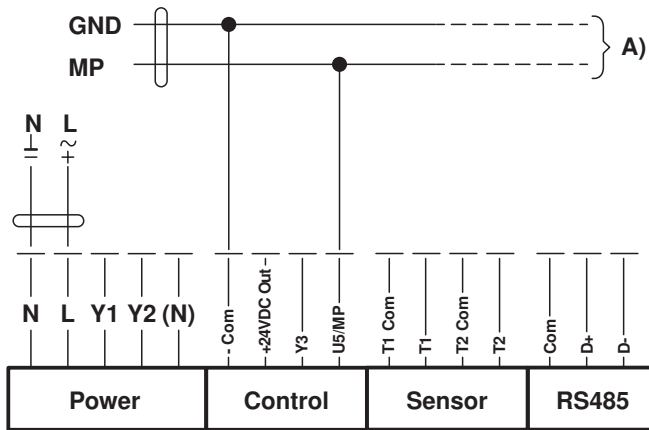 GND
MP
A)
N L
N L Y1 Y2 (N)
- Com
+24VDC Out
Y3
U5/MP
T1 Com
T1
T2 Com
T2
Com
D+
D-
Power Control Sensor RS485